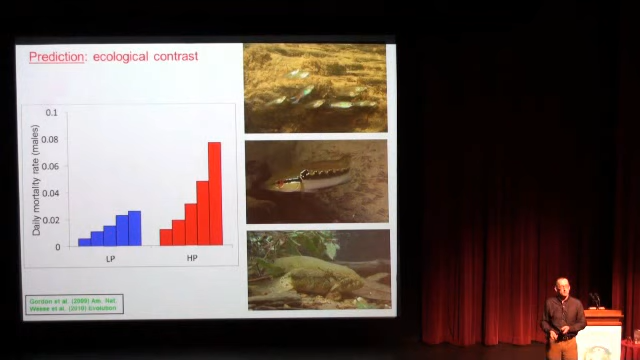 Prediction: ecological contrast
0.1
0.08
0.06
0.04
0.02
0
Daily mortality rate (males)
LP
HP
Gordon et al. (2009) Am. Nat.
Weese et al. (2010) Evolution